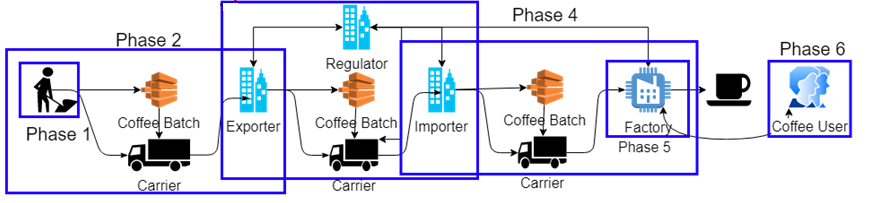 Phase 4
Phase 2
Phase 6
Regulator
Phase 1
Coffee Batch
Exporter
Coffee Batch
Importer
Coffee Batch
Factory
Coffee User
Phase 5
Carrier
Carrier
Carrier